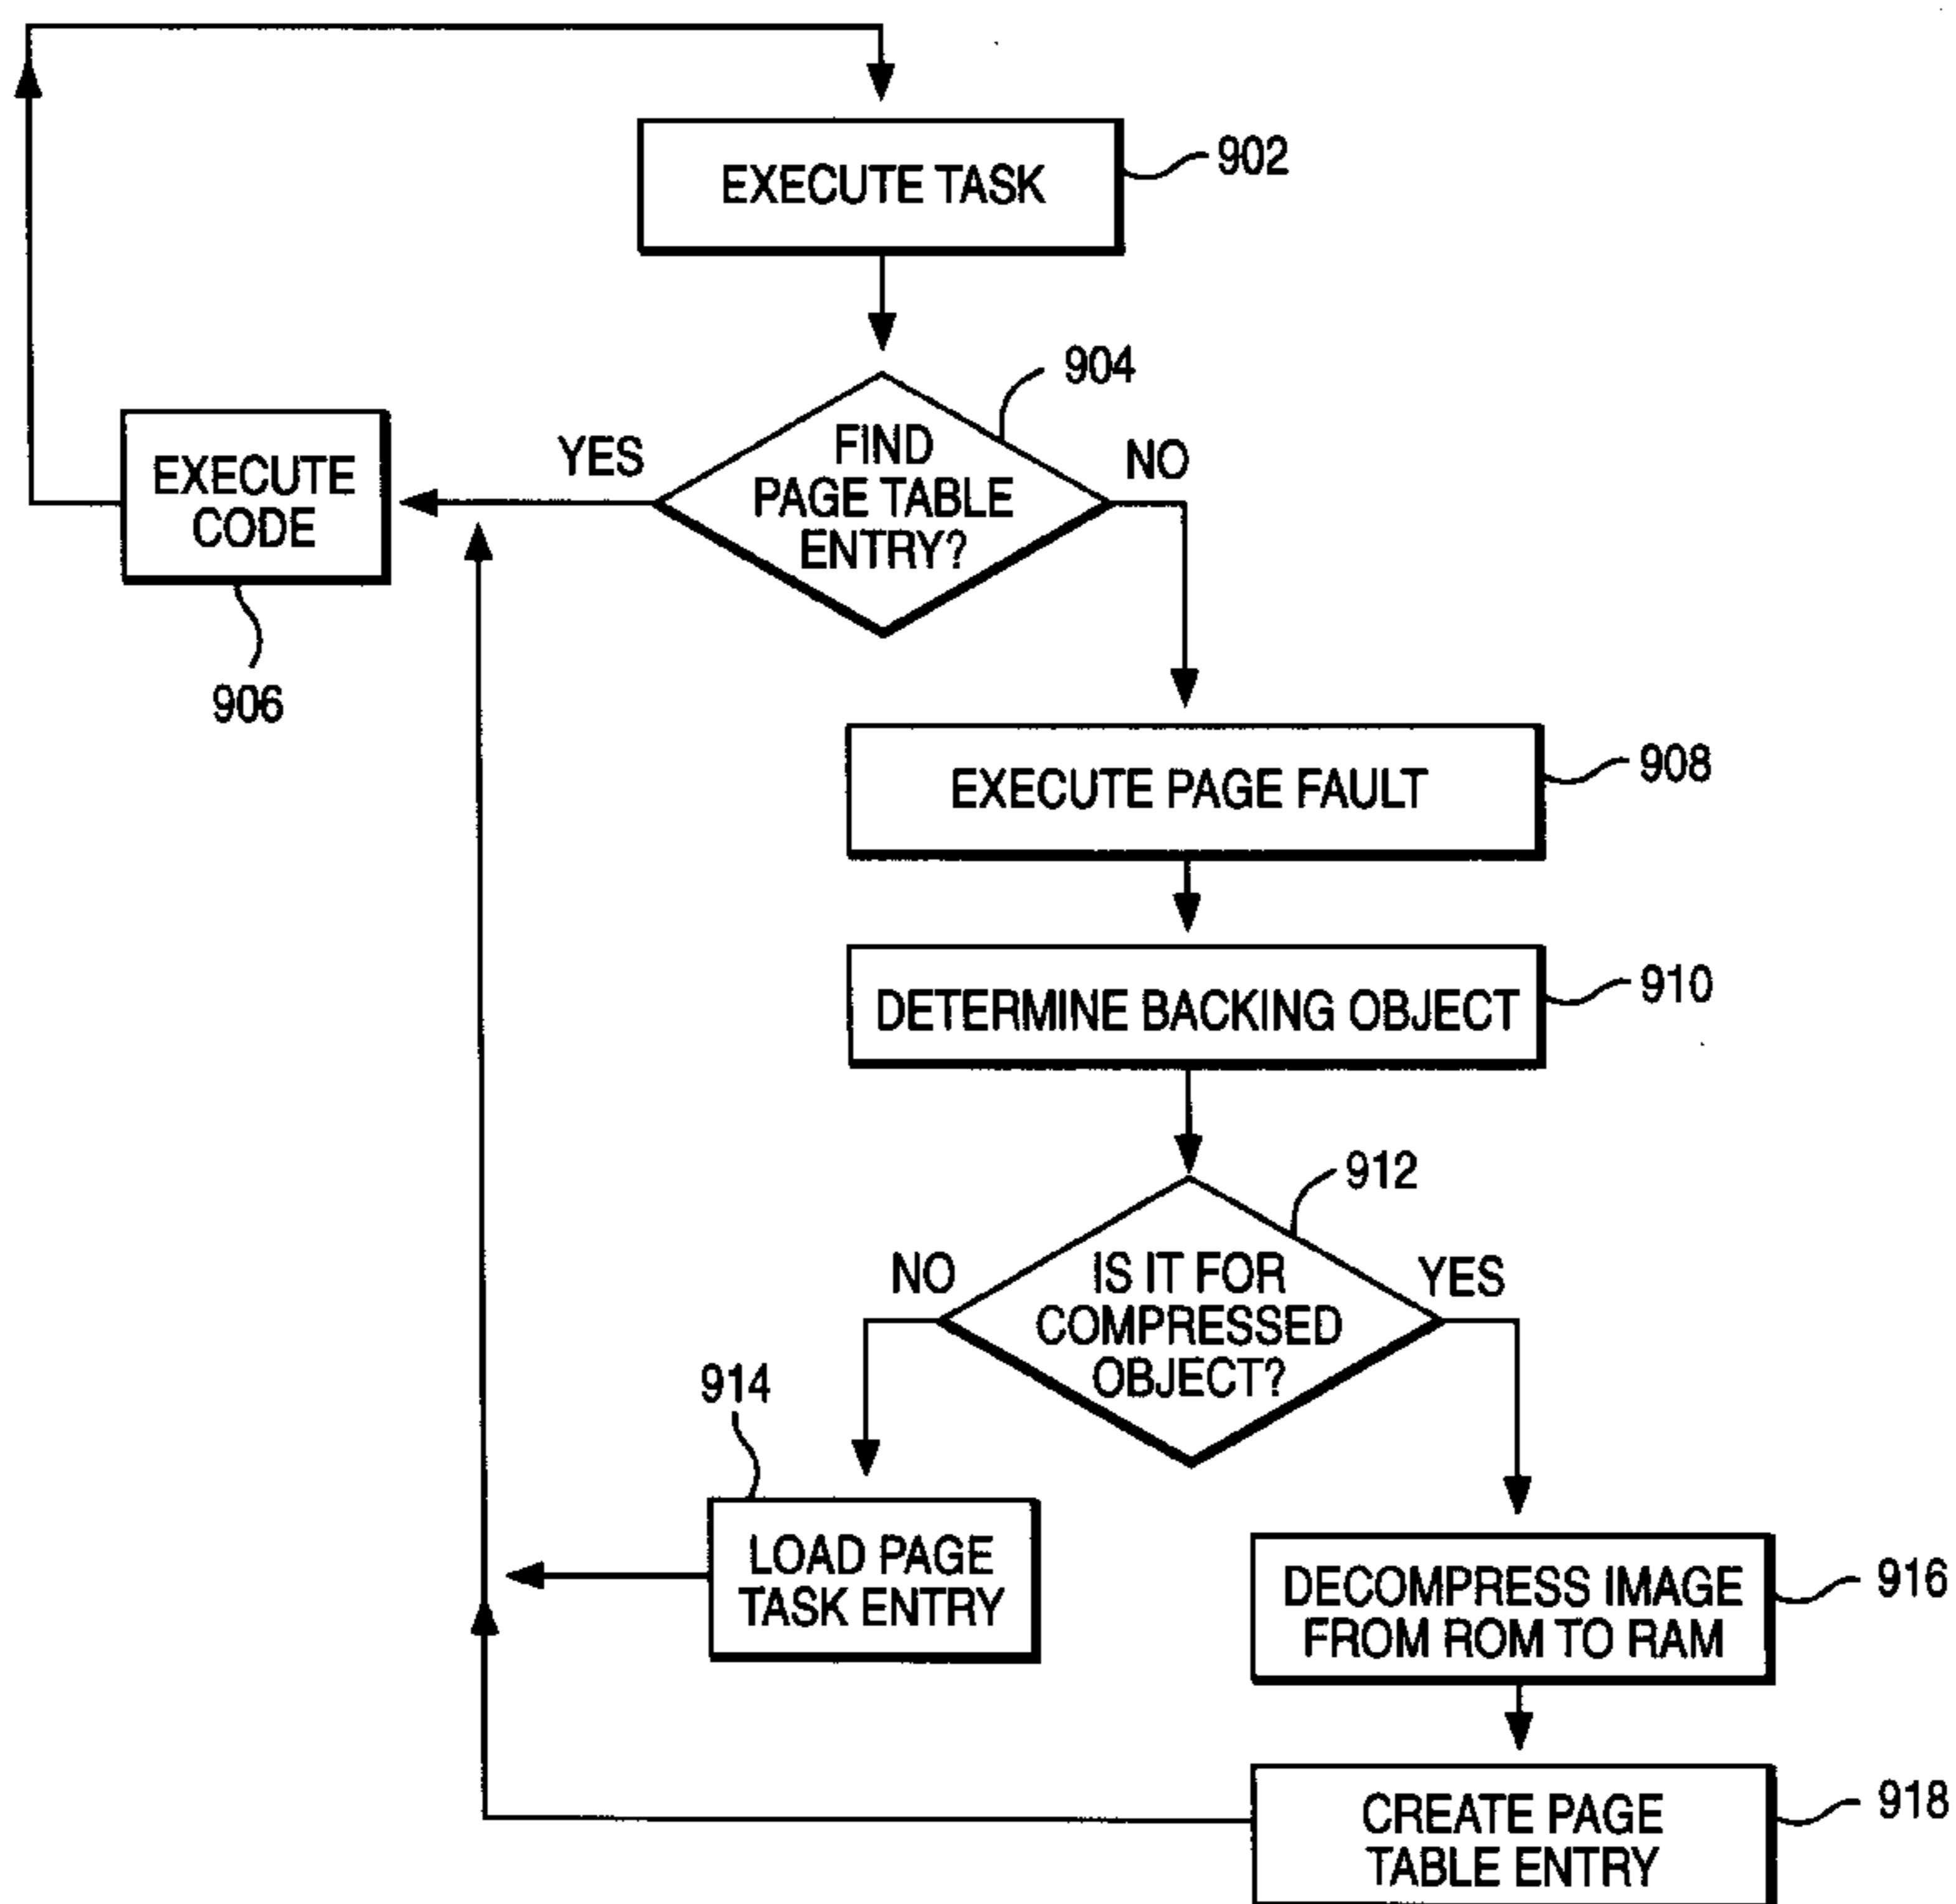 EXECUTE TASK
902
904
FIND
PAGE TABLE
ENTRY?
YES
NO
EXECUTE
CODE
906
EXECUTE PAGE FAULT
908
DETERMINE BACKING OBJECT
910
912
IS IT FOR
COMPRESSED
OBJECT?
NO
YES
914
LOAD PAGE
TASK ENTRY
DECOMPRESS IMAGE
FROM ROM TO RAM
916
CREATE PAGE
TABLE ENTRY
918